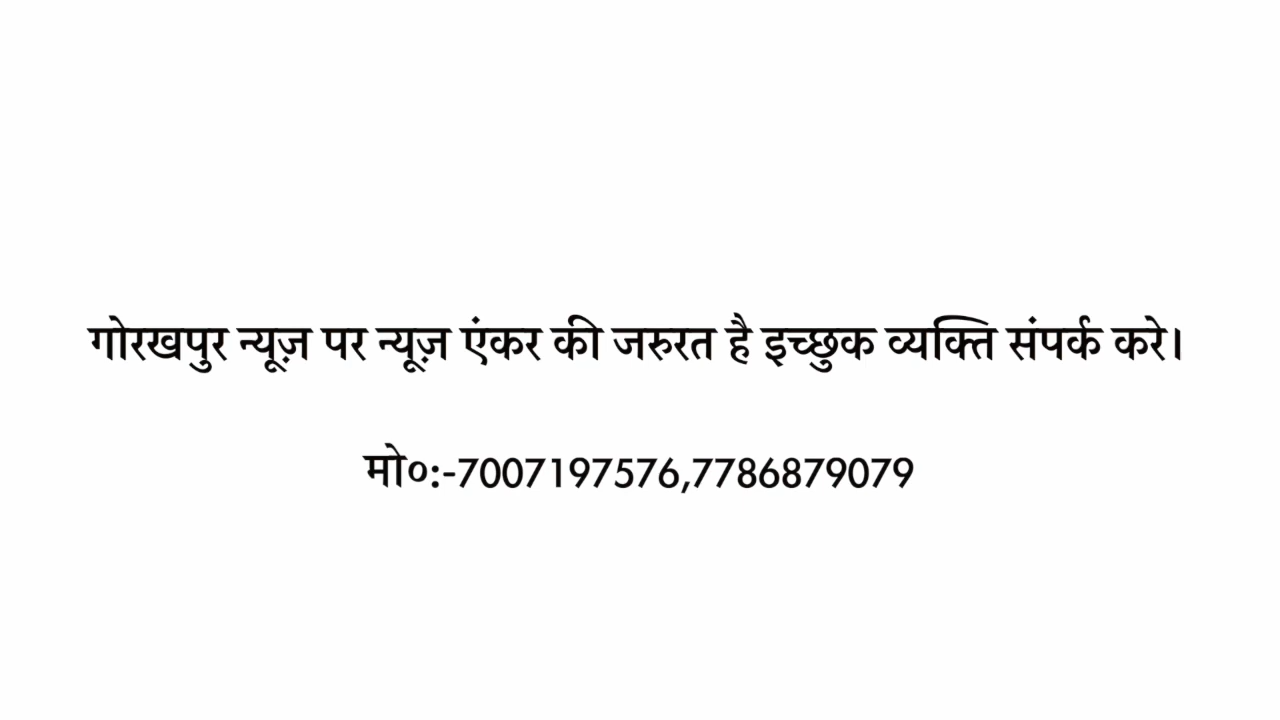 गोरखपुर न्यूज़ पर न्यूज़ एंकर की जरुरत है इच्छुक व्यक्ति संपर्क करे।
मो०:-7007197576,7786879079